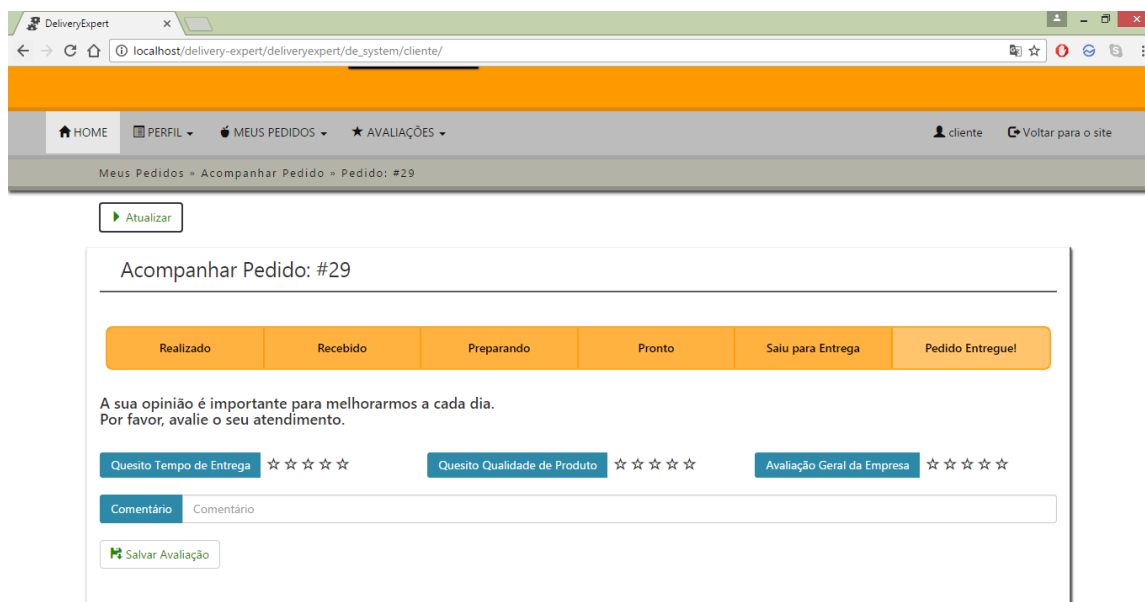 DeliveryExpert
localhost/delivery-expert/deliveryexpert/de_system/cliente/
HOME PERFIL MEUS PEDIDOS AVALIAÇÕES cliente Voltar para o site
Meus Pedidos » Acompanhar Pedido » Pedido: #29
Atualizar
Acompanhar Pedido: #29
Realizado Recebido Preparando Pronto Saiu para Entrega Pedido Entregue!
A sua opinião é importante para melhorarmos a cada dia.
Por favor, avalie o seu atendimento.
Quesito Tempo de Entrega Quesito Qualidade de Produto Avaliação Geral da Empresa
Comentário Comentário
Salvar Avaliação